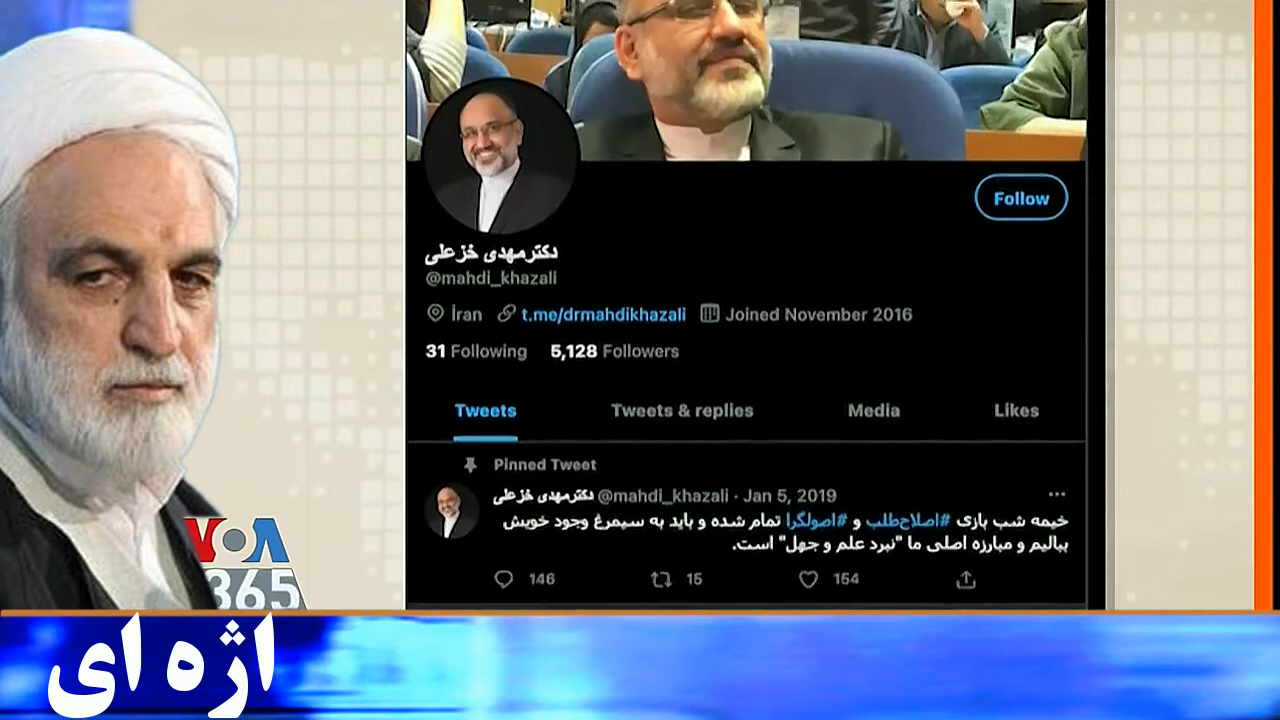 Follow
دکترمهدی خزعلی
@mahdi_khazali
İran t.me/drmahdikhazali Joined November 2016
31 Following 5,128 Followers
Tweets Tweets & replies Media Likes
Pinned Tweet
دکترمهدی خزعلی @mahdi_khazali · Jan 5, 2019
خیمه شب بازی #اصلاح‌طلب و #اصولگرا تمام شده و باید به سیمرغ وجود خویش
ببالیم و مبارزه اصلی ما "نبرد علم و جهل" است.
146 15 154
VOA
365
اژه ای